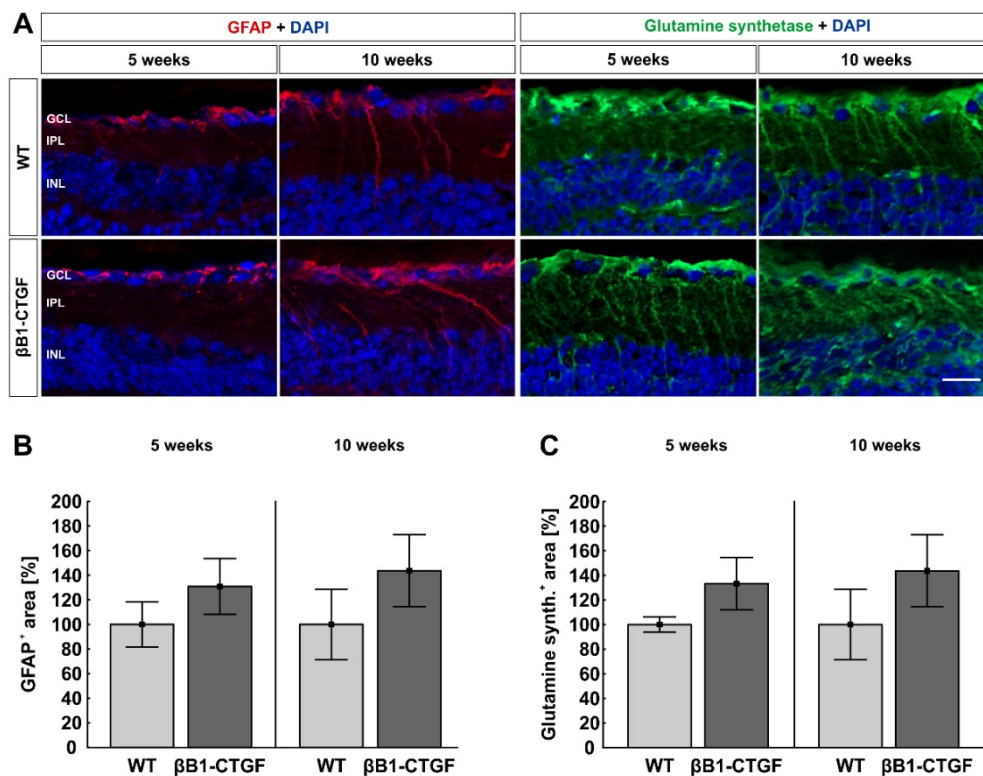 A
GFAP + DAPI
Glutamine synthetase + DAPI
5 weeks
10 weeks
5 weeks
10 weeks
WT
GCL
IPL
INL
βB1-CTGF
GCL
IPL
INL
B
5 weeks
10 weeks
GFAP⁺ area [%]
200
180
160
140
120
100
80
60
40
20
0
WT
βB1-CTGF
WT
βB1-CTGF
C
5 weeks
10 weeks
Glutamine synth.⁺ area [%]
200
180
160
140
120
100
80
60
40
20
0
WT
βB1-CTGF
WT
βB1-CTGF